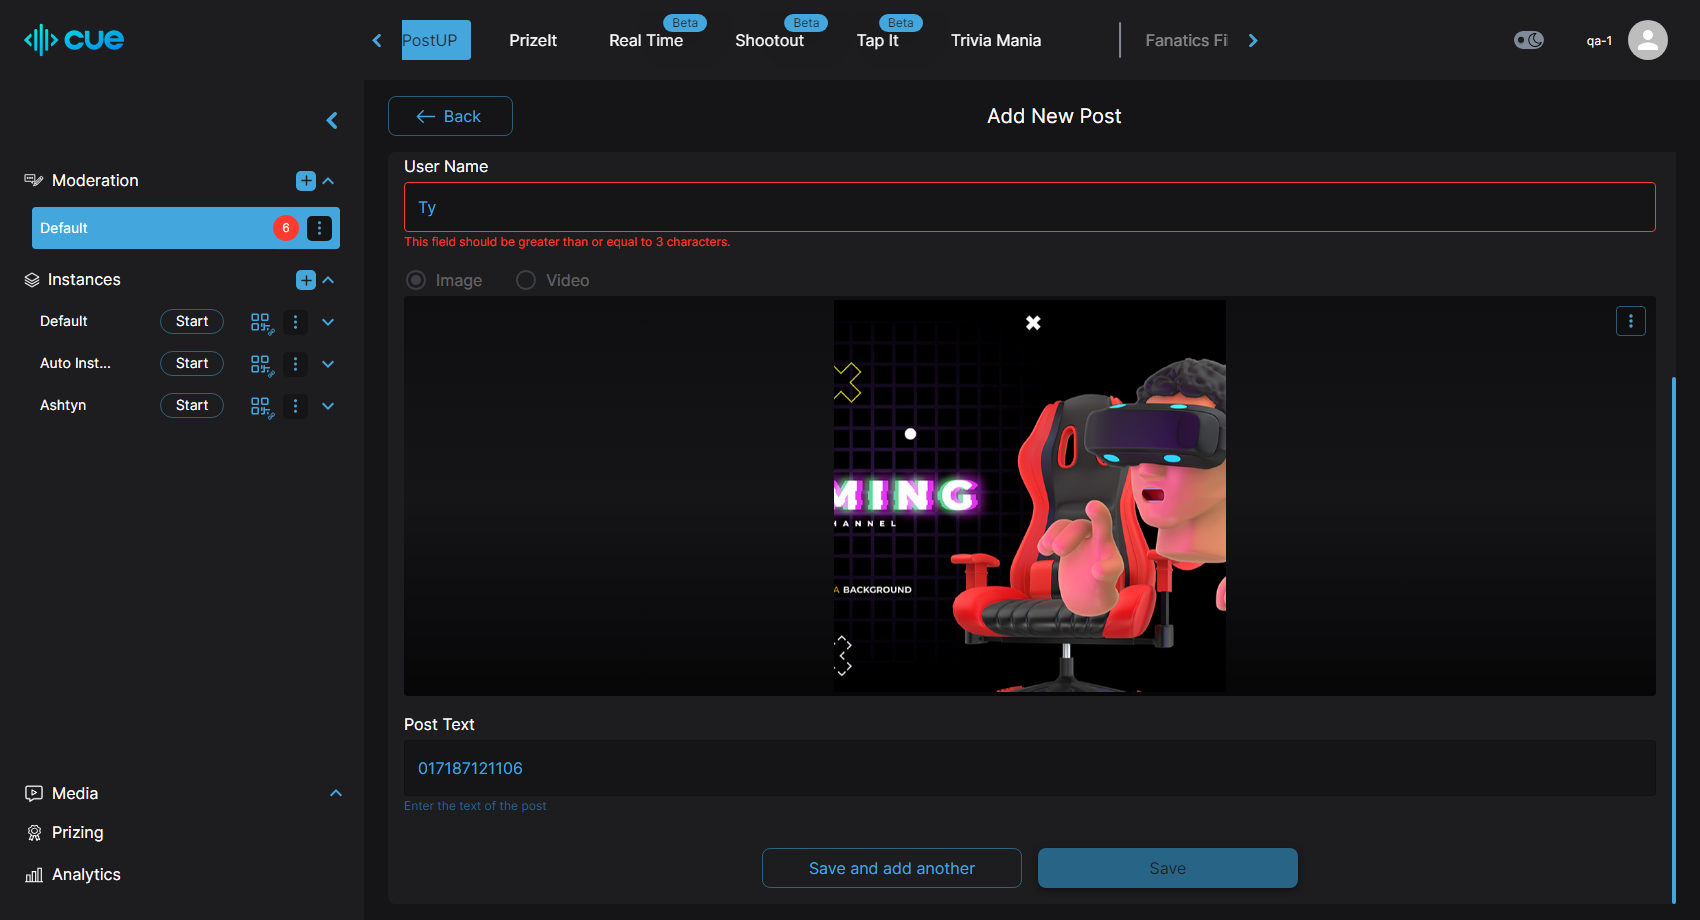 cue
PostUP
PrizeIt
Beta
Real Time
Beta
Shootout
Beta
Tap It
Trivia Mania
Fanatics Fi
qa-1
Back
Add New Post
Moderation
Default
6
Instances
Default
Start
Auto Inst...
Start
Ashtyn
Start
Media
Prizing
Analytics
User Name
Ty
This field should be greater than or equal to 3 characters.
Image
Video
MING
HANNEL
A BACKGROUND
Post Text
017187121106
Enter the text of the post
Save and add another
Save